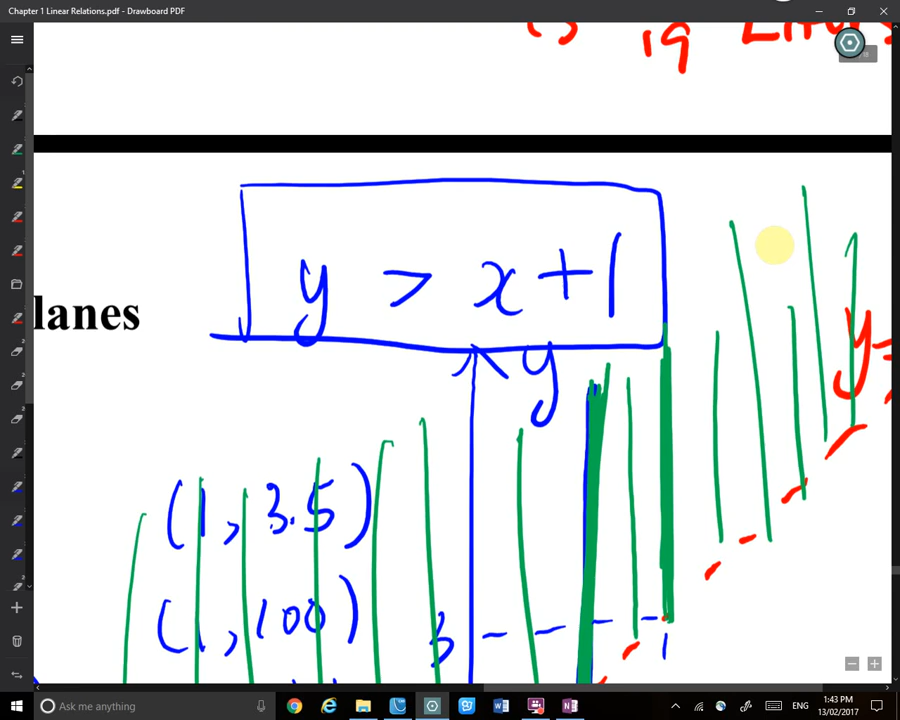 Chapter 1 Linear Relations.pdf - Drawboard PDF
19
y > x + 1
lanes
y
y=
(1, 3.5)
(1, 100)
3
Ask me anything
ENG
1:43 PM
13/02/2017